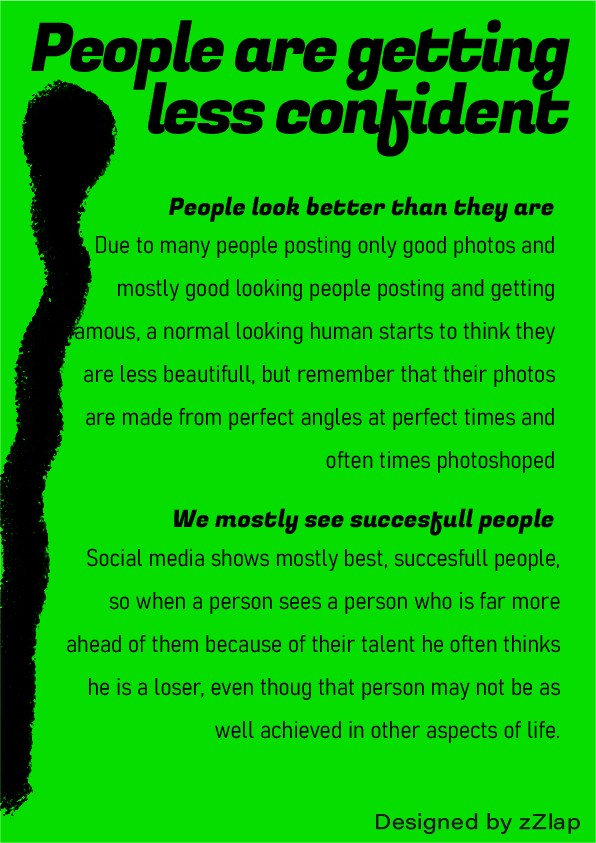 People are getting
less confident
People look better than they are
Due to many people posting only good photos and
mostly good looking people posting and getting
famous, a normal looking human starts to think they
are less beautifull, but remember that their photos
are made from perfect angles at perfect times and
often times photoshoped
We mostly see succesfull people
Social media shows mostly best, succesfull people,
so when a person sees a person who is far more
ahead of them because of their talent he often thinks
he is a loser, even thoug that person may not be as
well achieved in other aspects of life.
Designed by zZlap